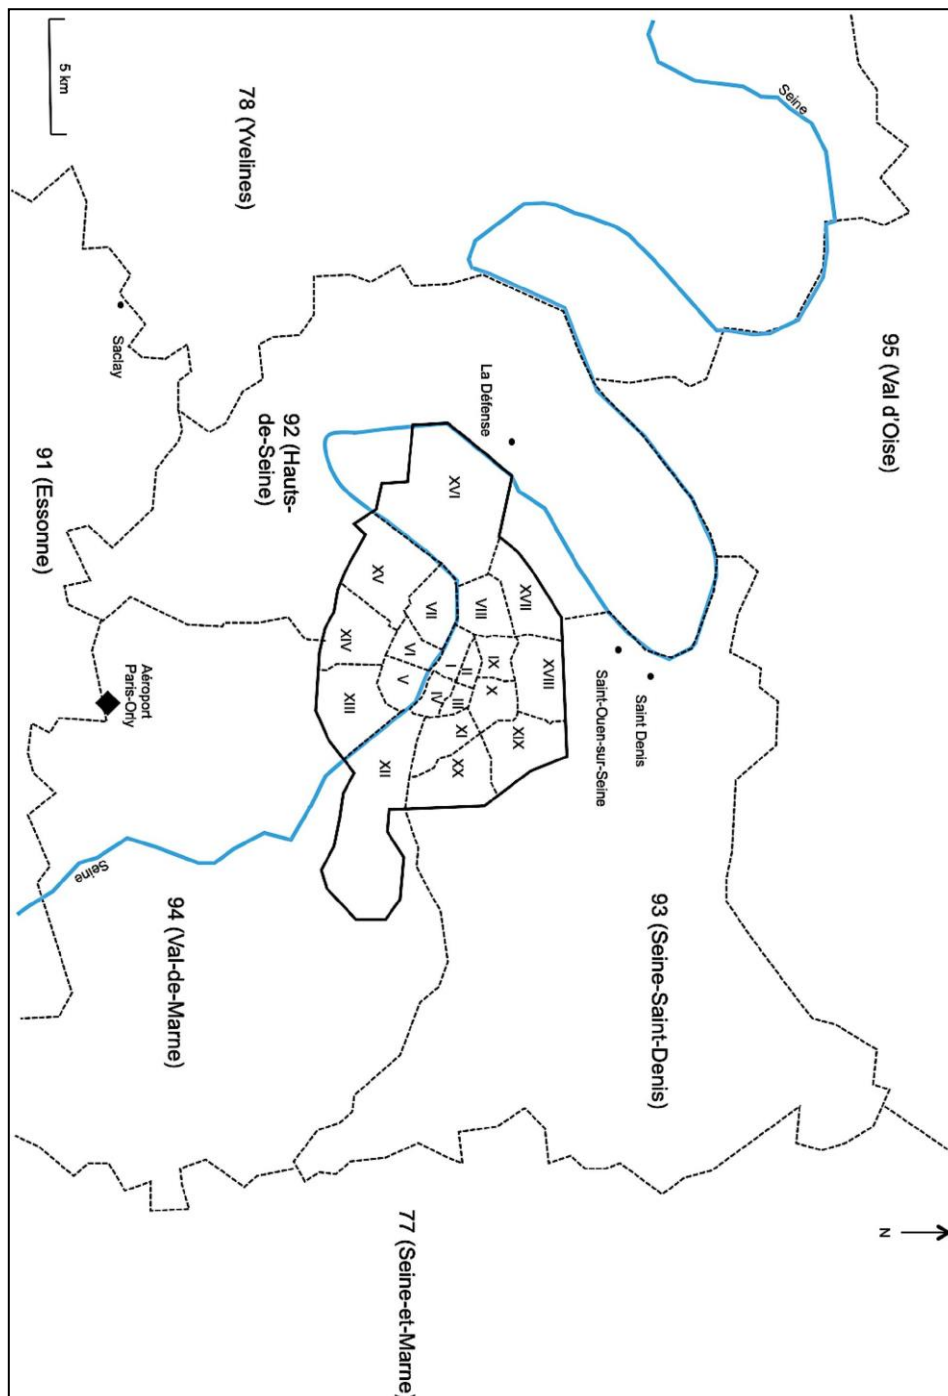 N
95 (Val d'Oise)
Seine
Saint Denis
Saint-Ouen-sur-Seine
93 (Seine-Saint-Denis)
La Défense
XVII
XVIII
XIX
VIII
IX
X
XVI
II
III
XI
XX
I
IV
VII
VI
V
XII
XV
XIV
XIII
77 (Seine-et-Marne)
78 (Yvelines)
92 (Hauts-
de-Seine)
94 (Val-de-Marne)
Saclay
Aéroport
Paris-Orly
Seine
91 (Essonne)
5 km